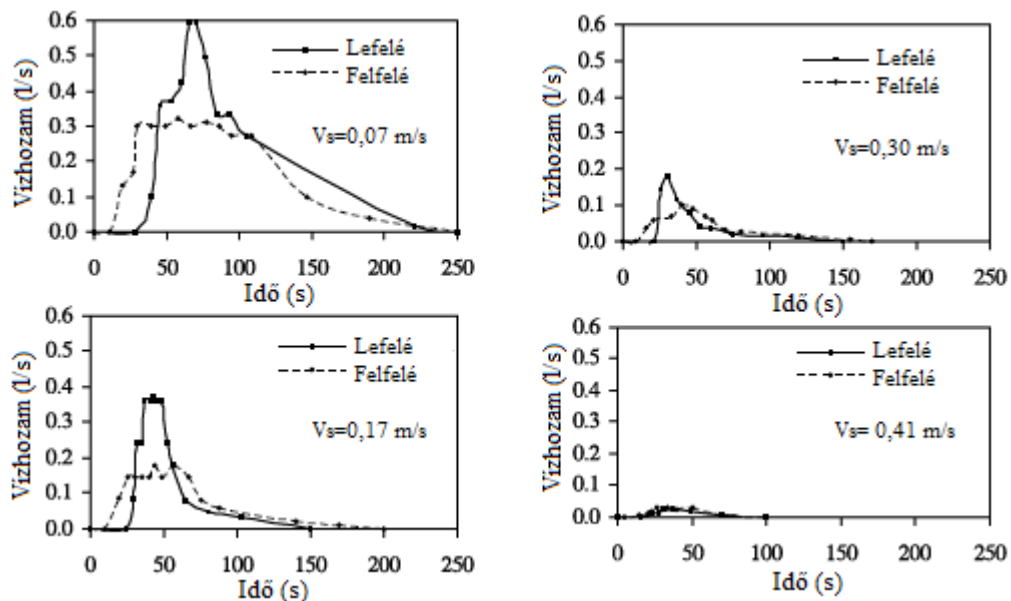 Vízhozam (l/s)
0.6
0.5
0.4
0.3
0.2
0.1
0.0
Lefelé
Felfelé
Vs=0,07 m/s
0 50 100 150 200 250
Idő (s)
Vízhozam (l/s)
0.6
0.5
0.4
0.3
0.2
0.1
0.0
Lefelé
Felfelé
Vs=0,30 m/s
0 50 100 150 200 250
Idő (s)
Vízhozam (l/s)
0.6
0.5
0.4
0.3
0.2
0.1
0.0
Lefelé
Felfelé
Vs=0,17 m/s
0 50 100 150 200 250
Idő (s)
Vízhozam (l/s)
0.6
0.5
0.4
0.3
0.2
0.1
0.0
Lefelé
Felfelé
Vs= 0,41 m/s
0 50 100 150 200 250
Idő (s)